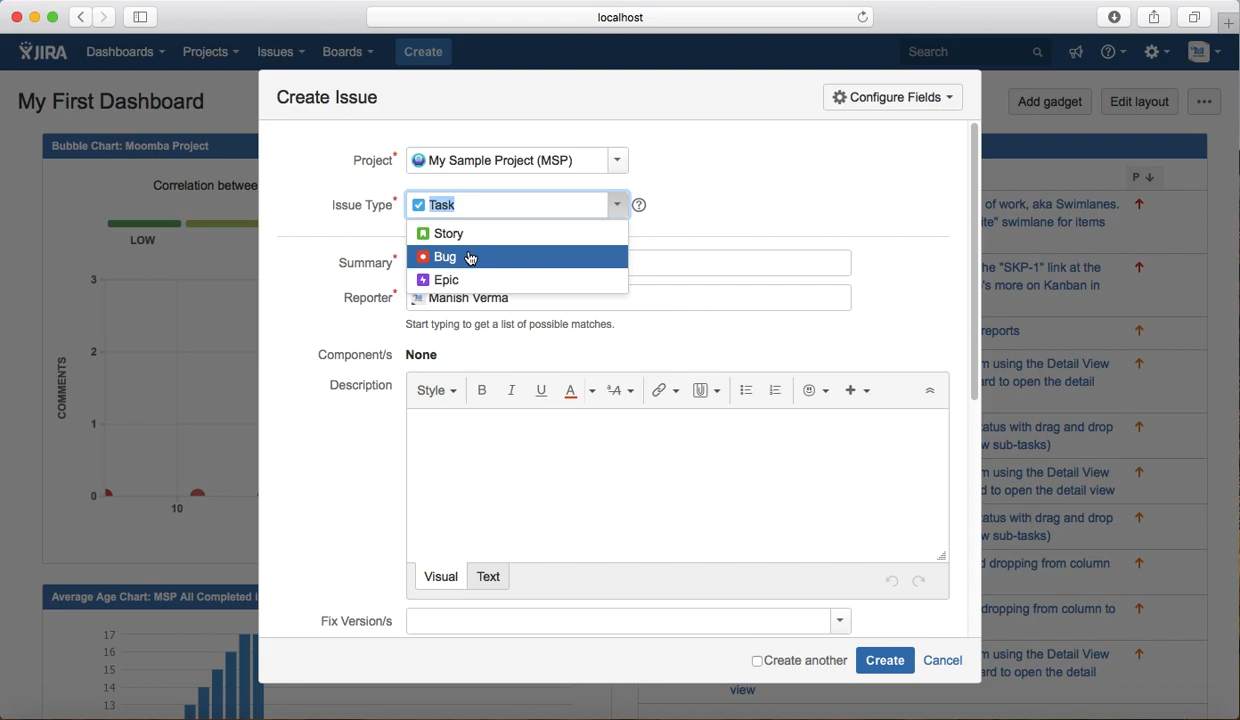 localhost
JIRA Dashboards Projects Issues Boards Create Search
My First Dashboard
Add gadget Edit layout
Bubble Chart: Moomba Project
Correlation betwee
LOW
COMMENTS
3
2
1
0
10
Average Age Chart: MSP All Completed i
17
16
15
14
13
Create Issue
Configure Fields
Project* My Sample Project (MSP)
Issue Type* Task
Story
Bug
Epic
Summary*
Reporter* Manish Verma
Start typing to get a list of possible matches.
Component/s None
Description
Style B I U A
Visual Text
Fix Version/s
Create another Create Cancel
P
of work, aka Swimlanes.
ite" swimlane for items
he "SKP-1" link at the
's more on Kanban in
reports
m using the Detail View
ard to open the detail
tatus with drag and drop
w sub-tasks)
m using the Detail View
d to open the detail view
tatus with drag and drop
w sub-tasks)
d dropping from column
dropping from column to
m using the Detail View
ard to open the detail
view